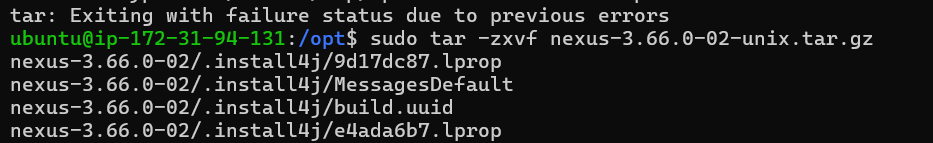 tar: Exiting with failure status due to previous errors
ubuntu@ip-172-31-94-131:/opt$ sudo tar -zxvf nexus-3.66.0-02-unix.tar.gz
nexus-3.66.0-02/.install4j/9d17dc87.lprop
nexus-3.66.0-02/.install4j/MessagesDefault
nexus-3.66.0-02/.install4j/build.uuid
nexus-3.66.0-02/.install4j/e4ada6b7.lprop